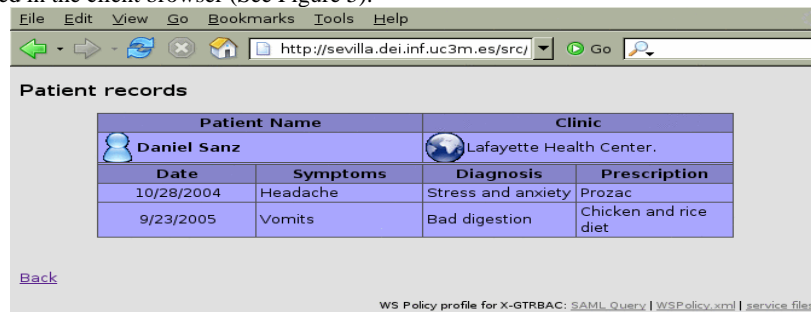 ed in the client browser (See Figure 3).
File Edit View Go Bookmarks Tools Help
http://sevilla.dei.inf.uc3m.es/src/ Go
Patient records
Patient Name Clinic
Daniel Sanz Lafayette Health Center.
Date Symptoms Diagnosis Prescription
10/28/2004 Headache Stress and anxiety Prozac
9/23/2005 Vomits Bad digestion Chicken and rice
diet
Back
WS Policy profile for X-GTRBAC: SAML Query | WSPolicy.xml | service files